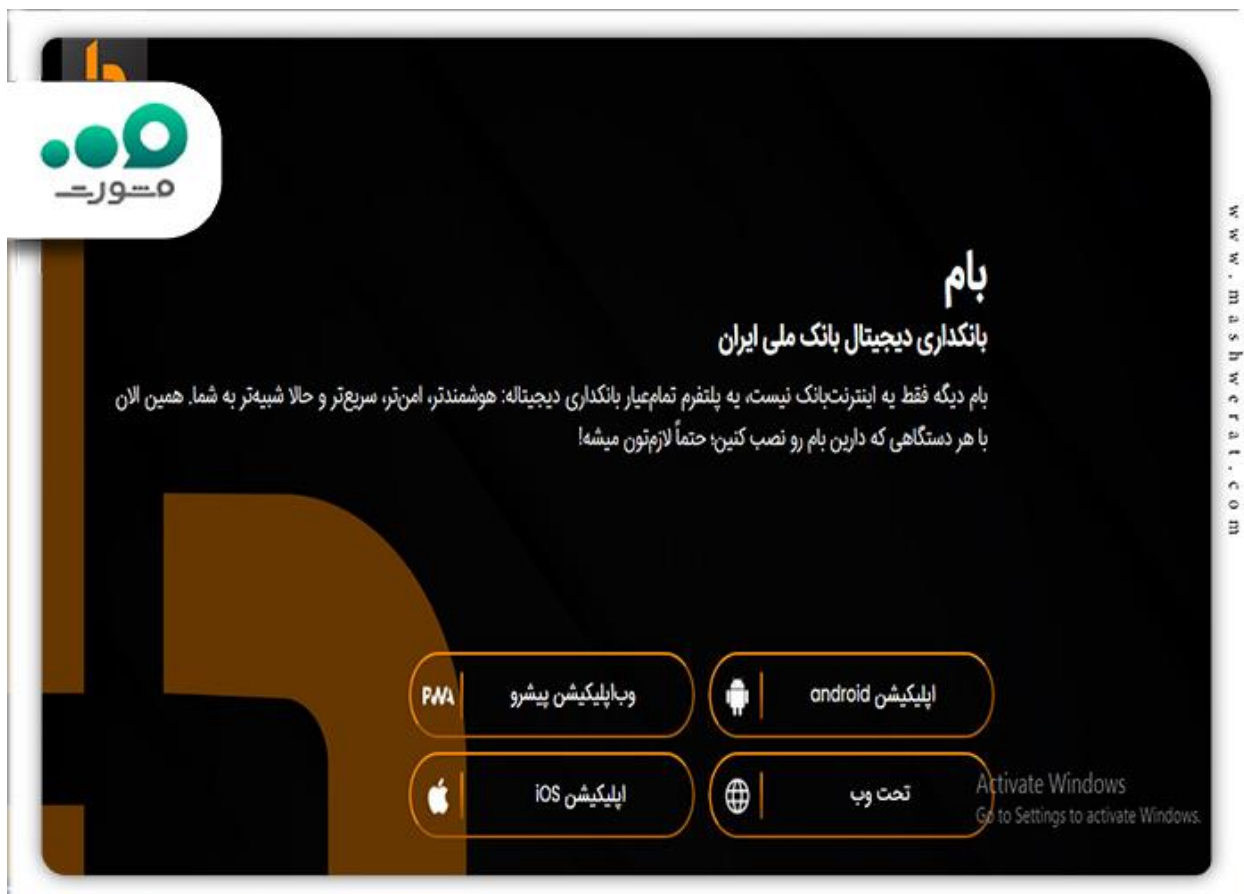 مشورت
www.mashwerat.com
بام
بانکداری دیجیتال بانک ملی ایران
بام دیگه فقط یه اینترنت‌بانک نیست، یه پلتفرم تمام‌عیار بانکداری دیجیتاله: هوشمندتر، امن‌تر، سریع‌تر و حالا شبیه‌تر به شما. همین الان
با هر دستگاهی که دارین بام رو نصب کنین؛ حتماً لازم‌تون میشه!
اپلیکیشن android
وب‌اپلیکیشن پیشرو PWA
تحت وب
اپلیکیشن iOS
Activate Windows
Go to Settings to activate Windows.